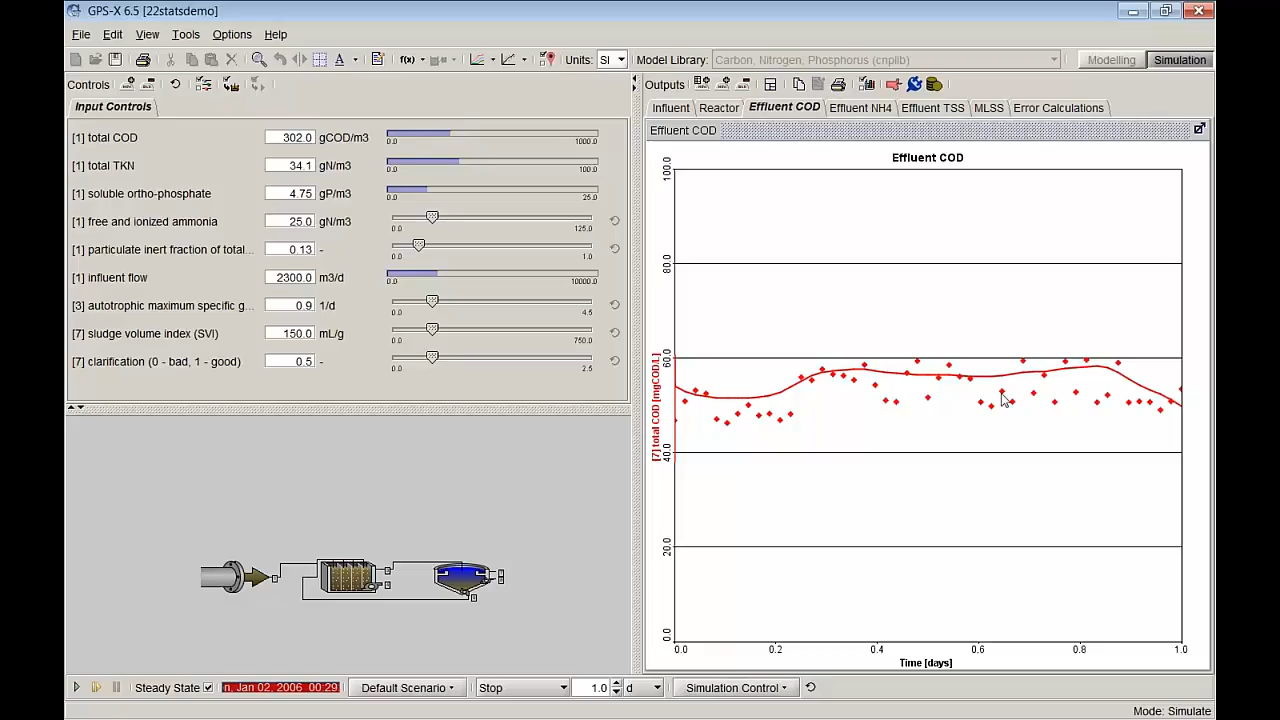 GPS-X 6.5 [22statsdemo]
File Edit View Tools Options Help
A f(x) Units: SI Model Library: Carbon, Nitrogen, Phosphorus (cnplib) Modelling Simulation
Controls
Input Controls
[1] total COD 302.0 gCOD/m3 0.0 1000.0
[1] total TKN 34.1 gN/m3 0.0 100.0
[1] soluble ortho-phosphate 4.75 gP/m3 0.0 25.0
[1] free and ionized ammonia 25.0 gN/m3 0.0 125.0
[1] particulate inert fraction of total... 0.13 - 0.0 1.0
[1] influent flow 2300.0 m3/d 0.0 10000.0
[3] autotrophic maximum specific g... 0.9 1/d 0.0 4.5
[7] sludge volume index (SVI) 150.0 mL/g 0.0 750.0
[7] clarification (0 - bad, 1 - good) 0.5 - 0.0 2.5
Outputs
Influent Reactor Effluent COD Effluent NH4 Effluent TSS MLSS Error Calculations
Effluent COD
Effluent COD
100.0
80.0
60.0
40.0
20.0
0.0
[7] total COD [mgCOD/L]
0.0 0.2 0.4 0.6 0.8 1.0
Time [days]
Steady State n, Jan 02, 2006 00:29 Default Scenario Stop 1.0 d Simulation Control
Mode: Simulate